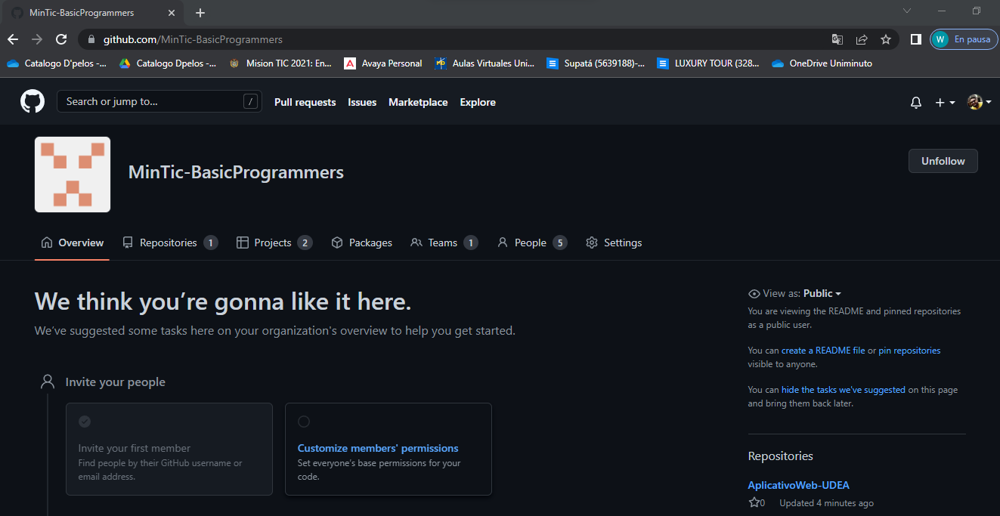 MinTic-BasicProgrammers
github.com/MinTic-BasicProgrammers
W En pausa
Catalogo D'pelos -...
Catalogo Dpelos -...
Mision TIC 2021: En...
A Avaya Personal
Aulas Virtuales Uni...
Supatá (5639188)-...
LUXURY TOUR (328...
OneDrive Uniminuto
Search or jump to... /
Pull requests
Issues
Marketplace
Explore
MinTic-BasicProgrammers
Unfollow
Overview
Repositories 1
Projects 2
Packages
Teams 1
People 5
Settings
We think you’re gonna like it here.
We’ve suggested some tasks here on your organization's overview to help you get started.
Invite your people
Invite your first member
Find people by their GitHub username or
email address.
Customize members' permissions
Set everyone's base permissions for your
code.
View as: Public
You are viewing the README and pinned repositories
as a public user.
You can create a README file or pin repositories
visible to anyone.
You can hide the tasks we've suggested on this page
and bring them back later.
Repositories
AplicativoWeb-UDEA
0 Updated 4 minutes ago